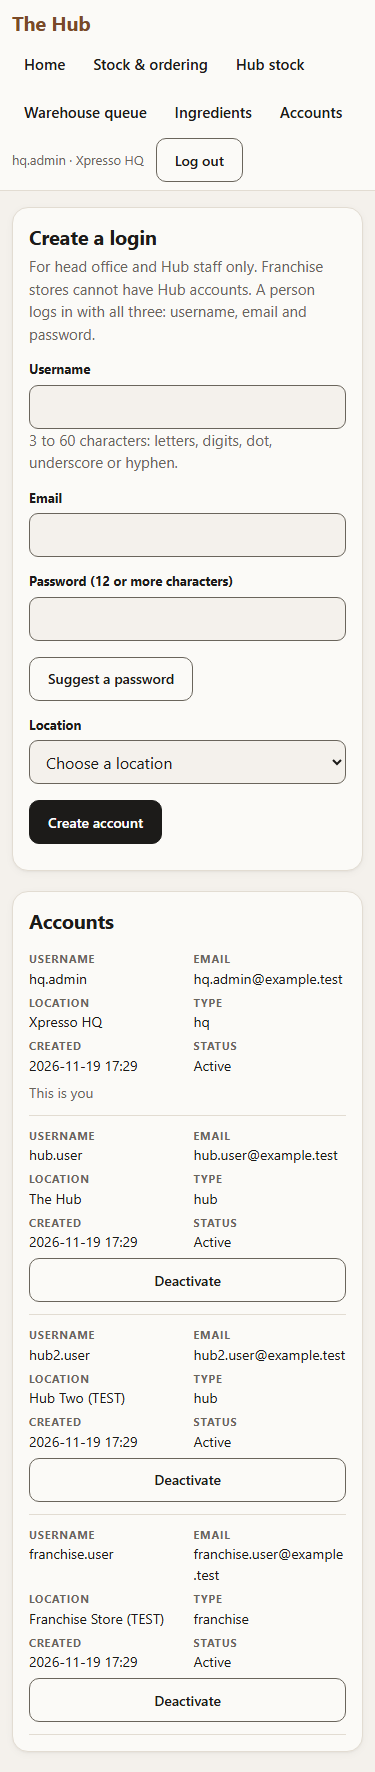 The Hub
Home Stock & ordering Hub stock
Warehouse queue Ingredients Accounts
hq.admin · Xpresso HQ Log out
Create a login
For head office and Hub staff only. Franchise
stores cannot have Hub accounts. A person
logs in with all three: username, email and
password.
Username
3 to 60 characters: letters, digits, dot,
underscore or hyphen.
Email
Password (12 or more characters)
Suggest a password
Location
Choose a location
Create account
Accounts
USERNAME EMAIL
hq.admin hq.admin@example.test
LOCATION TYPE
Xpresso HQ hq
CREATED STATUS
2026-11-19 17:29 Active
This is you
USERNAME EMAIL
hub.user hub.user@example.test
LOCATION TYPE
The Hub hub
CREATED STATUS
2026-11-19 17:29 Active
Deactivate
USERNAME EMAIL
hub2.user hub2.user@example.test
LOCATION TYPE
Hub Two (TEST) hub
CREATED STATUS
2026-11-19 17:29 Active
Deactivate
USERNAME EMAIL
franchise.user franchise.user@example
.test
LOCATION TYPE
Franchise Store (TEST) franchise
CREATED STATUS
2026-11-19 17:29 Active
Deactivate